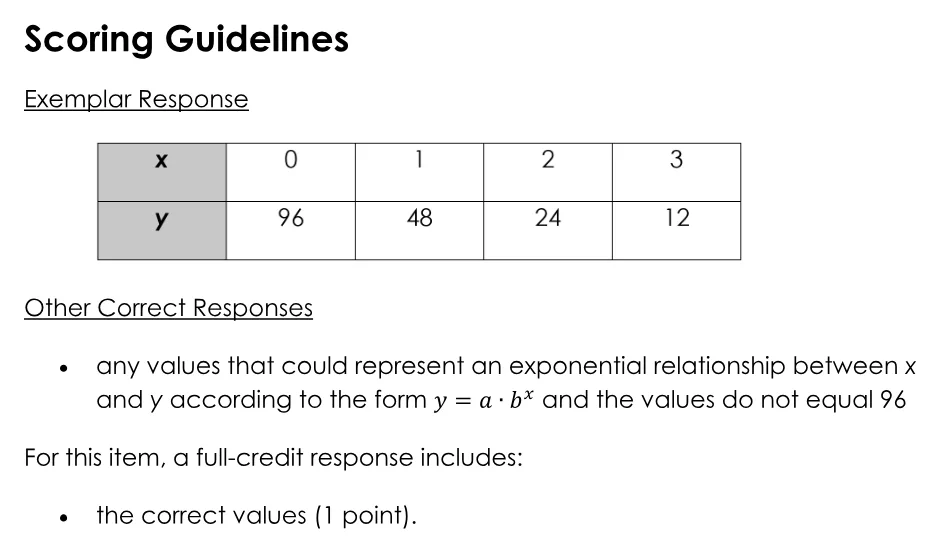 Scoring Guidelines
Exemplar Response
x 0 1 2 3
y 96 48 24 12
Other Correct Responses
• any values that could represent an exponential relationship between x
and y according to the form y = a · bˣ and the values do not equal 96
For this item, a full-credit response includes:
• the correct values (1 point).